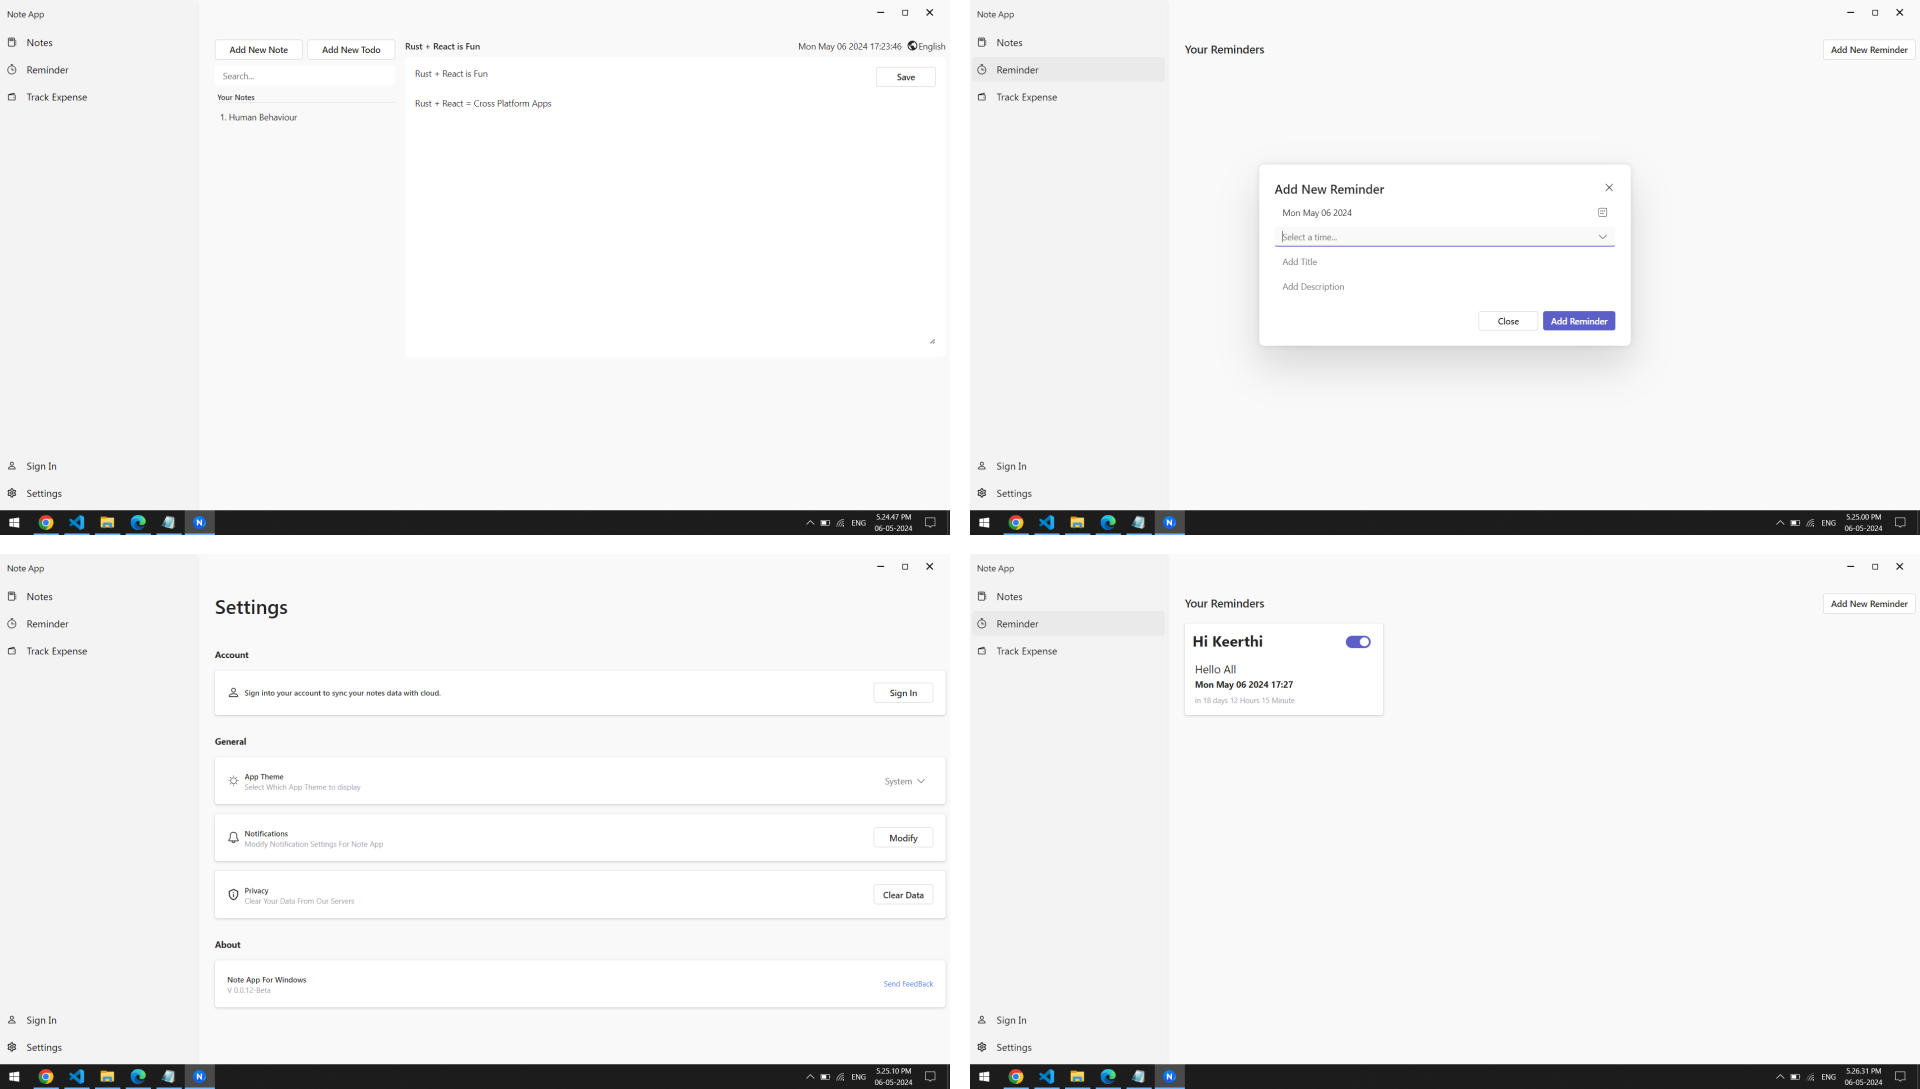 Note App
Notes
Reminder
Track Expense
Add New Note
Add New Todo
Search...
Your Notes
1. Human Behaviour
Rust + React is Fun
Mon May 06 2024 17:23:46
English
Rust + React is Fun
Save
Rust + React = Cross Platform Apps
Sign In
Settings
ENG
5.24.47 PM
06-05-2024
Note App
Notes
Reminder
Track Expense
Your Reminders
Add New Reminder
Add New Reminder
Mon May 06 2024
Select a time...
Add Title
Add Description
Close
Add Reminder
Sign In
Settings
N
ENG
5.25.00 PM
06-05-2024
Note App
Notes
Reminder
Track Expense
Settings
Account
Sign into your account to sync your notes data with cloud.
Sign In
General
App Theme
Select Which App Theme to display
System
Notifications
Modify Notification Settings For Note App
Modify
Privacy
Clear Your Data From Our Servers
Clear Data
About
Note App For Windows
V 0.0.12-Beta
Send FeedBack
Sign In
Settings
N
ENG
5.25.10 PM
06-05-2024
Note App
Notes
Reminder
Track Expense
Your Reminders
Add New Reminder
Hi Keerthi
Hello All
Mon May 06 2024 17:27
in 18 days 12 Hours 15 Minute
Sign In
Settings
N
ENG
5.26.31 PM
06-05-2024